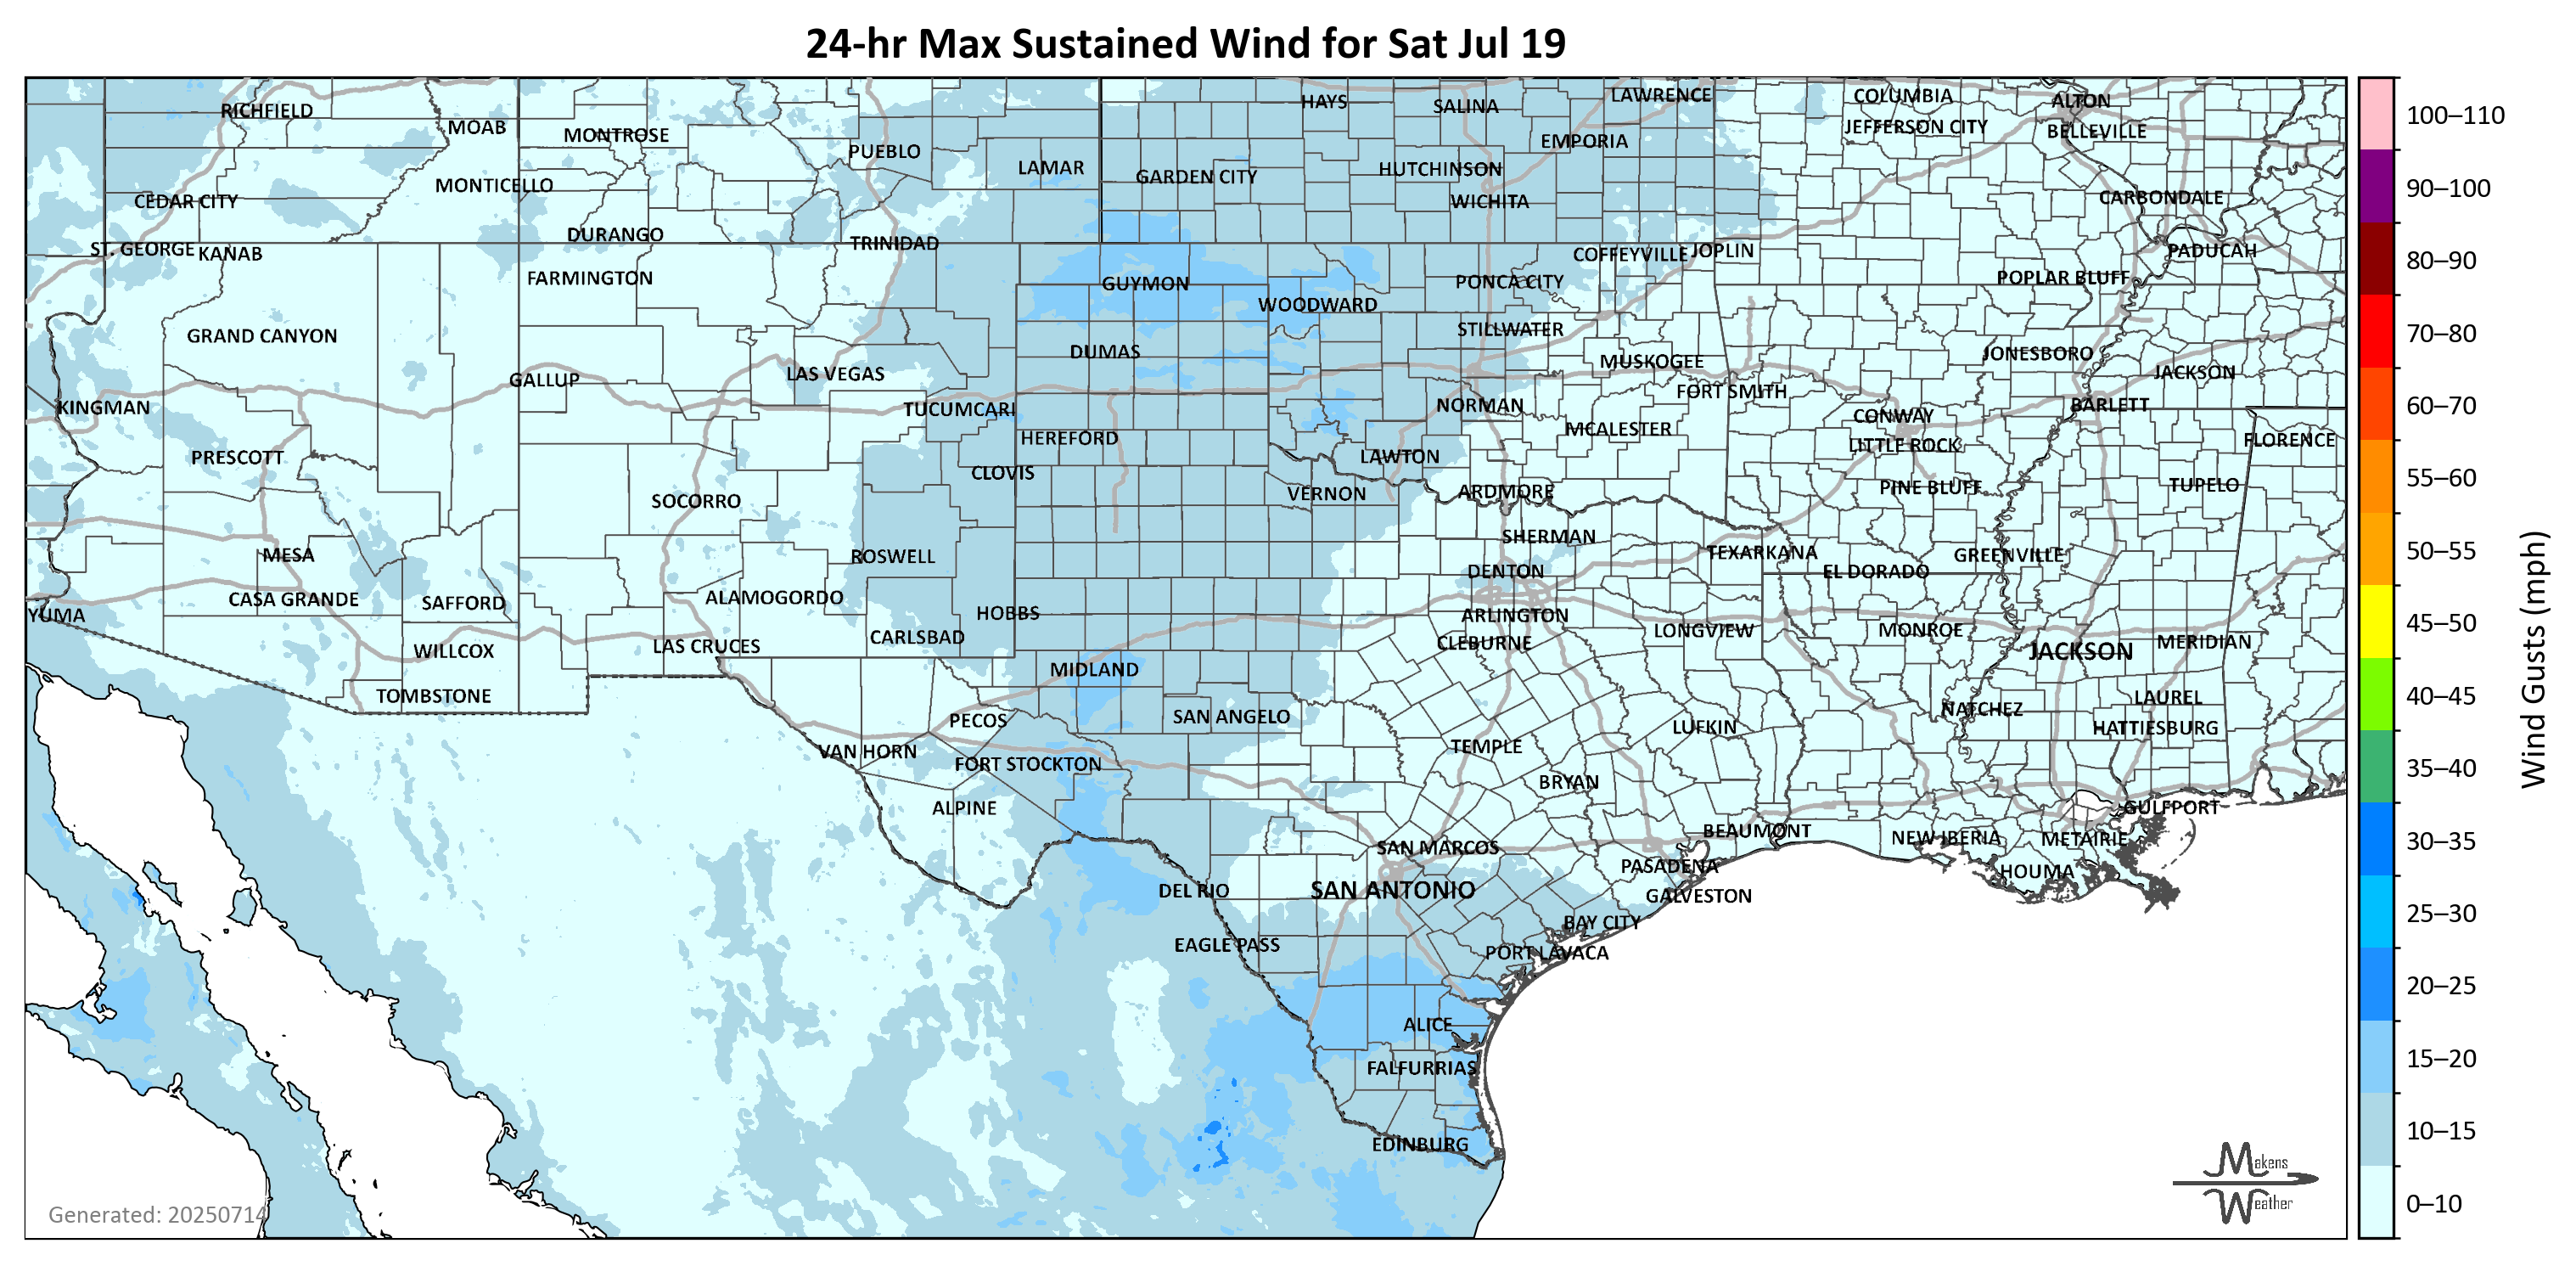 24-hr Max Sustained Wind for Sat Jul 19
RICHFIELD
MOAB
MONTROSE
PUEBLO
LAMAR
HAYS
SALINA
LAWRENCE
COLUMBIA
ALTON
JEFFERSON CITY
BELLEVILLE
EMPORIA
GARDEN CITY
HUTCHINSON
WICHITA
CARBONDALE
MONTICELLO
CEDAR CITY
ST. GEORGE
KANAB
DURANGO
TRINIDAD
COFFEYVILLE
JOPLIN
PADUCAH
FARMINGTON
GUYMON
WOODWARD
PONCA CITY
POPLAR BLUFF
GRAND CANYON
DUMAS
STILLWATER
MUSKOGEE
JONESBORO
JACKSON
GALLUP
LAS VEGAS
FORT SMITH
KINGMAN
TUCUMCARI
NORMAN
CONWAY
BARLETT
HEREFORD
MCALESTER
LITTLE ROCK
FLORENCE
PRESCOTT
CLOVIS
LAWTON
SOCORRO
VERNON
ARDMORE
PINE BLUFF
TUPELO
MESA
ROSWELL
SHERMAN
TEXARKANA
GREENVILLE
DENTON
EL DORADO
CASA GRANDE
SAFFORD
ALAMOGORDO
HOBBS
ARLINGTON
YUMA
WILLCOX
LAS CRUCES
CARLSBAD
CLEBURNE
LONGVIEW
MONROE
JACKSON
MERIDIAN
TOMBSTONE
MIDLAND
LAUREL
PECOS
SAN ANGELO
LUFKIN
NATCHEZ
HATTIESBURG
VAN HORN
FORT STOCKTON
TEMPLE
BRYAN
ALPINE
GULFPORT
SAN MARCOS
BEAUMONT
NEW IBERIA
METAIRIE
PASADENA
HOUMA
DEL RIO
SAN ANTONIO
GALVESTON
BAY CITY
EAGLE PASS
PORT LAVACA
ALICE
FALFURRIAS
EDINBURG
Generated: 20250714
Makens
Weather
100–110
90–100
80–90
70–80
60–70
55–60
50–55
45–50
40–45
35–40
30–35
25–30
20–25
15–20
10–15
0–10
Wind Gusts (mph)